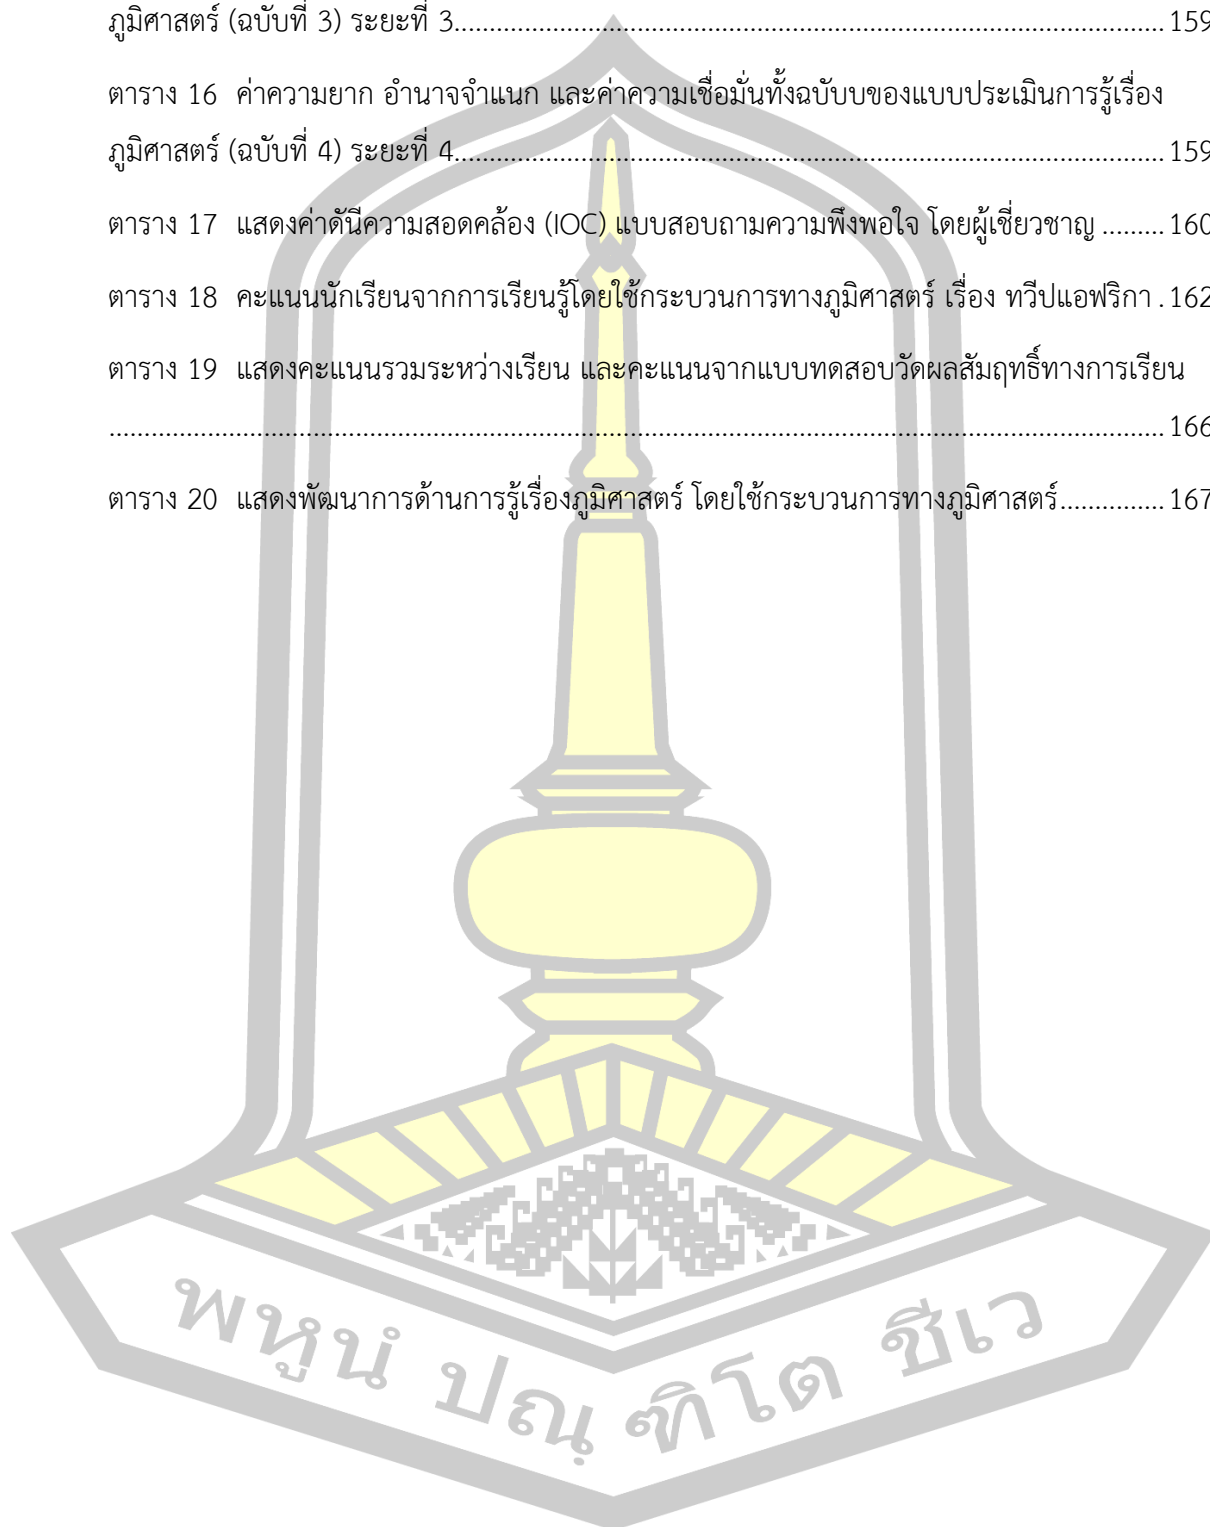 ภูมิศาสตร์ (ฉบับที่ 3) ระยะที่ 3.................................................................................................... 159
ตาราง 16 ค่าความยาก อำนาจจำแนก และค่าความเชื่อมั่นทั้งฉบับบของแบบประเมินการรู้เรื่อง
ภูมิศาสตร์ (ฉบับที่ 4) ระยะที่ 4.................................................................................................... 159
ตาราง 17 แสดงค่าดันีความสอดคล้อง (IOC) แบบสอบถามความพึงพอใจ โดยผู้เชี่ยวชาญ ......... 160
ตาราง 18 คะแนนนักเรียนจากการเรียนรู้โดยใช้กระบวนการทางภูมิศาสตร์ เรื่อง ทวีปแอฟริกา . 162
ตาราง 19 แสดงคะแนนรวมระหว่างเรียน และคะแนนจากแบบทดสอบวัดผลสัมฤทธิ์ทางการเรียน
..................................................................................................................................................... 166
ตาราง 20 แสดงพัฒนาการด้านการรู้เรื่องภูมิศาสตร์ โดยใช้กระบวนการทางภูมิศาสตร์............... 167
พหูนํ ปณฺฑิโต ชีเว